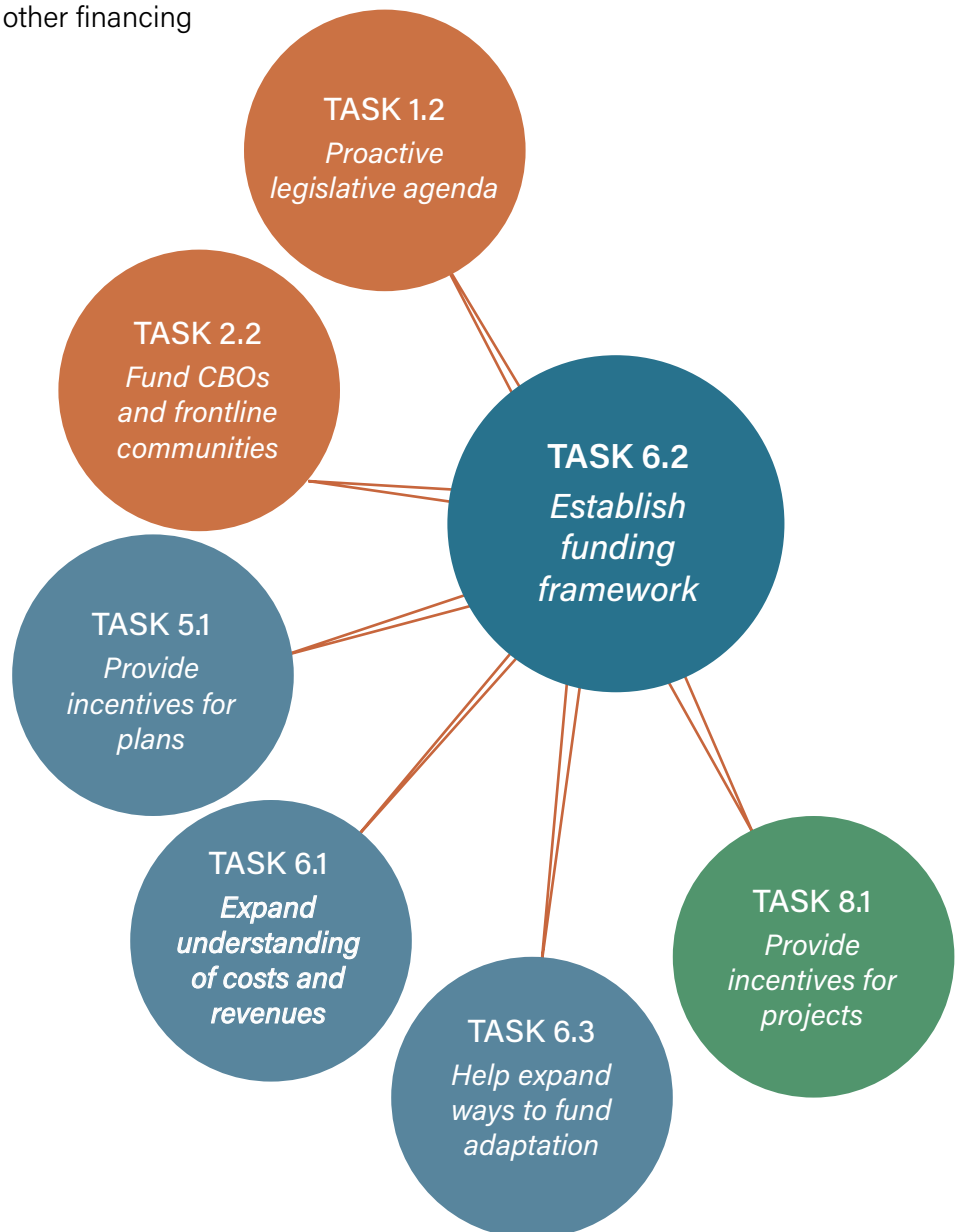 other financing
TASK 1.2
Proactive
legislative agenda
TASK 2.2
Fund CBOs
and frontline
communities
TASK 6.2
Establish
funding
framework
TASK 5.1
Provide
incentives for
plans
TASK 6.1
Expand
understanding
of costs and
revenues
TASK 8.1
Provide
incentives for
projects
TASK 6.3
Help expand
ways to fund
adaptation